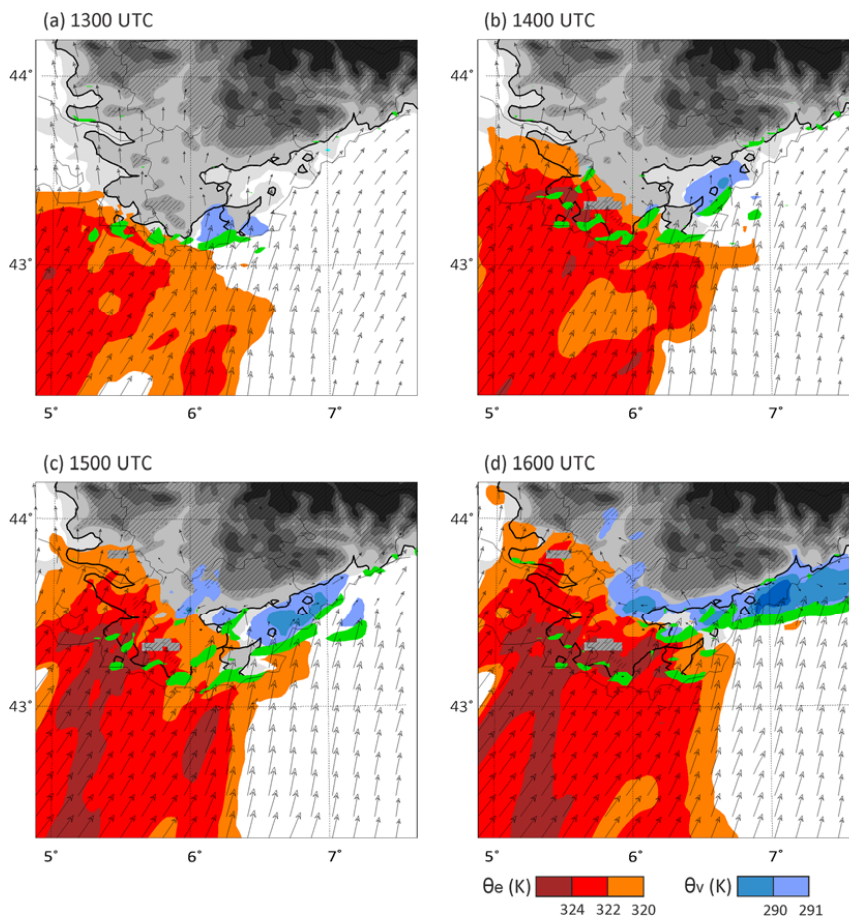 (a) 1300 UTC
(b) 1400 UTC
44˚
44˚
43˚
43˚
5˚ 6˚ 7˚
5˚ 6˚ 7˚
(c) 1500 UTC
(d) 1600 UTC
44˚
44˚
43˚
43˚
5˚ 6˚ 7˚
5˚ 6˚ 7˚
θe (K) θv (K)
324 322 320 290 291